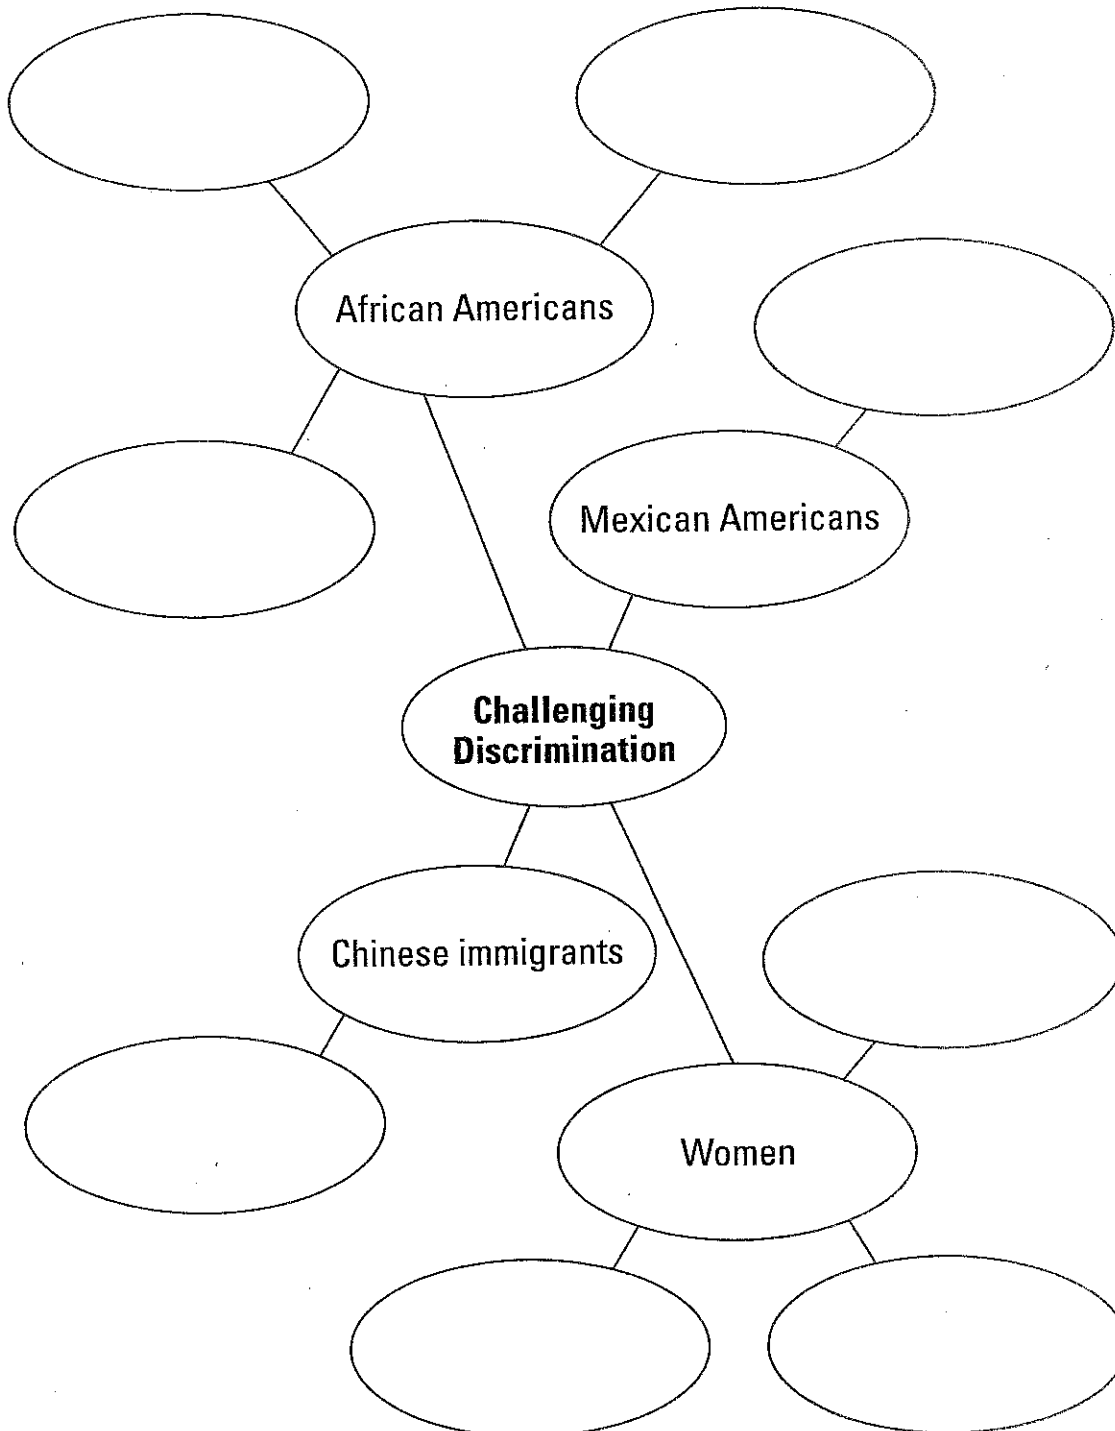 African Americans
Mexican Americans
Challenging
Discrimination
Chinese immigrants
Women